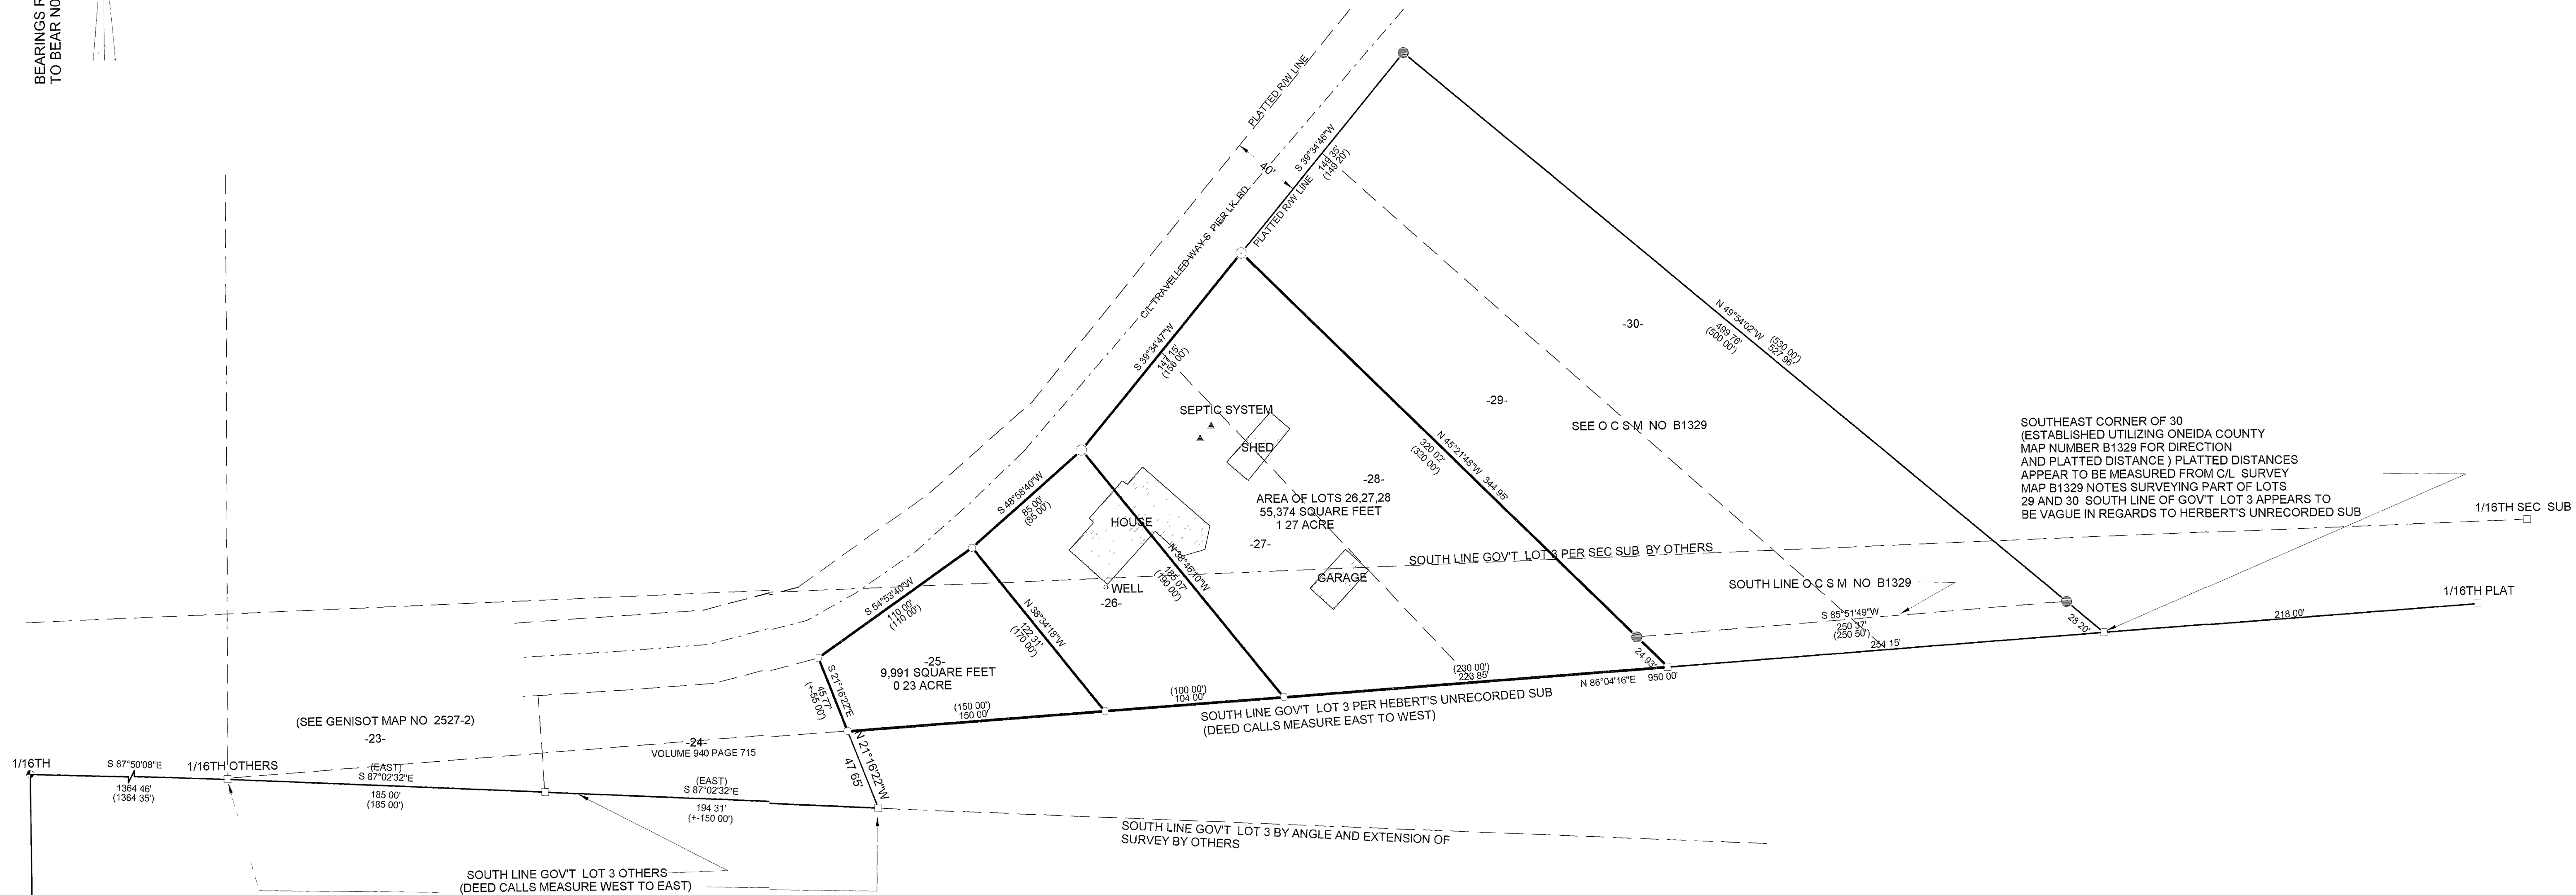 BEARINGS R
TO BEAR N0
PLATTED R/W LINE
40'
C/L TRAVELLED WAY S PIER LK RD
S 39°34'46"W
149 35'
(149 20')
PLATTED R/W LINE
S 39°34'47"W
147 15'
(150 00')
S 48°58'40"W
85 00'
(85 00')
S 54°53'40"W
110 00'
(110 00')
SEPTIC SYSTEM
SHED
HOUSE
WELL
-26-
N 38°46'10"W
185 07'
(190 00')
N 38°34'18"W
122 31'
(170 00')
-28-
AREA OF LOTS 26,27,28
55,374 SQUARE FEET
1 27 ACRE
-27-
GARAGE
N 45°21'48"W 344 95'
320 02'
(320 00')
-29-
-30-
SEE O C S M NO B1329
N 49°54'02"W (530 00')
527 96'
499 76'
(500 00')
SOUTHEAST CORNER OF 30
(ESTABLISHED UTILIZING ONEIDA COUNTY
MAP NUMBER B1329 FOR DIRECTION
AND PLATTED DISTANCE ) PLATTED DISTANCES
APPEAR TO BE MEASURED FROM C/L SURVEY
MAP B1329 NOTES SURVEYING PART OF LOTS
29 AND 30 SOUTH LINE OF GOV'T LOT 3 APPEARS TO
BE VAGUE IN REGARDS TO HERBERT'S UNRECORDED SUB
1/16TH SEC SUB
SOUTH LINE GOV'T LOT 3 PER SEC SUB BY OTHERS
SOUTH LINE O C S M NO B1329
1/16TH PLAT
S 85°51'49"W
250 37'
(250 50')
28 20'
218 00'
254 15'
24 93'
N 86°04'16"E 950 00'
(230 00')
223 85'
(100 00')
104 00'
(150 00')
150 00'
SOUTH LINE GOV'T LOT 3 PER HEBERT'S UNRECORDED SUB
(DEED CALLS MEASURE EAST TO WEST)
-25-
9,991 SQUARE FEET
0 23 ACRE
S 21°16'22"E
45 77'
(+-55 00')
N 21°16'22"W
47 65'
(SEE GENISOT MAP NO 2527-2)
-23-
-24-
VOLUME 940 PAGE 715
1/16TH
S 87°50'08"E
1364 46'
(1364 35')
1/16TH OTHERS
(EAST)
S 87°02'32"E
185 00'
(185 00')
(EAST)
S 87°02'32"E
194 31'
(+-150 00')
SOUTH LINE GOV'T LOT 3 BY ANGLE AND EXTENSION OF
SURVEY BY OTHERS
SOUTH LINE GOV'T LOT 3 OTHERS
(DEED CALLS MEASURE WEST TO EAST)